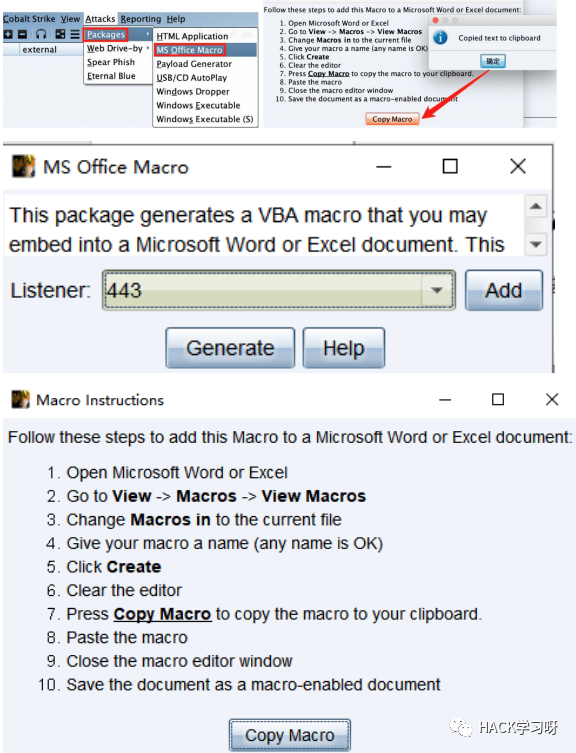 Cobalt Strike View Attacks Reporting Help
external
Packages
Web Drive-by
Spear Phish
Eternal Blue
HTML Application
MS Office Macro
Payload Generator
USB/CD AutoPlay
Windows Dropper
Windows Executable
Windows Executable (S)
Follow these steps to add this Macro to a Microsoft Word or Excel document:
1. Open Microsoft Word or Excel
2. Go to View -> Macros -> View Macros
3. Change Macros in to the current file
4. Give your macro a name (any name is OK)
5. Click Create
6. Clear the editor
7. Press Copy Macro to copy the macro to your clipboard.
8. Paste the macro
9. Close the macro editor window
10. Save the document as a macro-enabled document
Copy Macro
Copied text to clipboard
确定
MS Office Macro
This package generates a VBA macro that you may
embed into a Microsoft Word or Excel document. This
Listener: 443 Add
Generate Help
Macro Instructions
Follow these steps to add this Macro to a Microsoft Word or Excel document:
1. Open Microsoft Word or Excel
2. Go to View -> Macros -> View Macros
3. Change Macros in to the current file
4. Give your macro a name (any name is OK)
5. Click Create
6. Clear the editor
7. Press Copy Macro to copy the macro to your clipboard.
8. Paste the macro
9. Close the macro editor window
10. Save the document as a macro-enabled document
Copy Macro
HACK学习呀